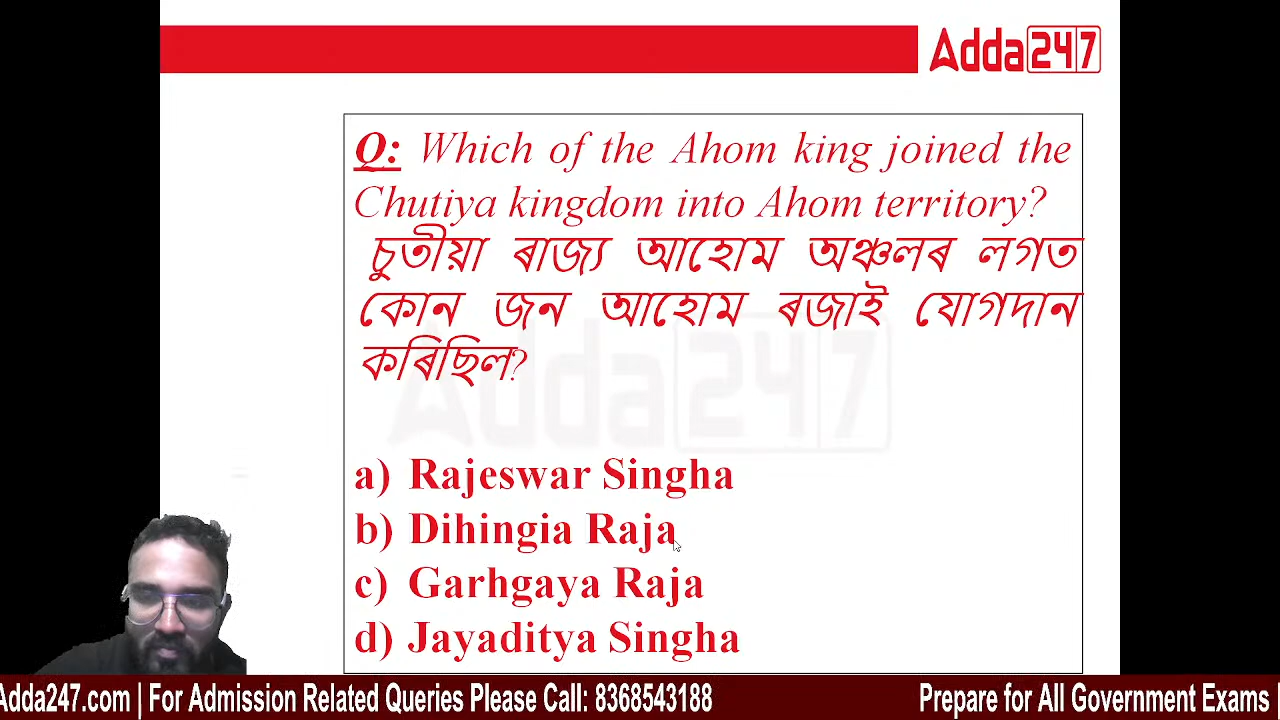 Adda247
Q: Which of the Ahom king joined the
Chutiya kingdom into Ahom territory?
চুতীয়া ৰাজ্য আহোম অঞ্চলৰ লগত
কোন জন আহোম ৰজাই যোগদান
কৰিছিল?
Adda247
a) Rajeswar Singha
b) Dihingia Raja
c) Garhgaya Raja
d) Jayaditya Singha
Adda247.com | For Admission Related Queries Please Call: 8368543188 Prepare for All Government Exams